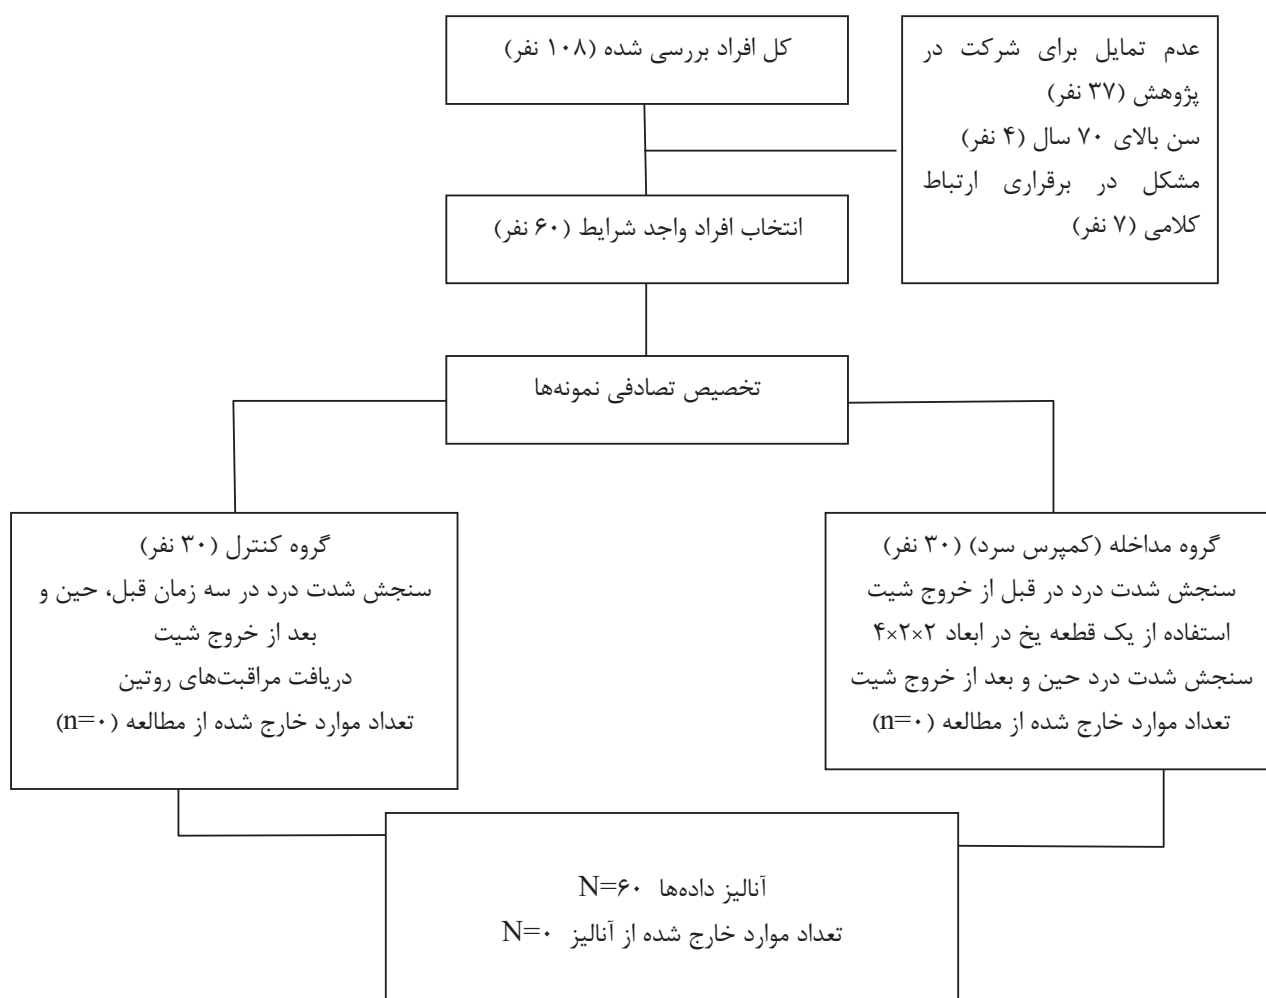 کل افراد بررسی شده (۱۰۸ نفر)
عدم تمایل برای شرکت در
پژوهش (۳۷ نفر)
سن بالای ۷۰ سال (۴ نفر)
مشکل در برقراری ارتباط
کلامی (۷ نفر)
انتخاب افراد واجد شرایط (۶۰ نفر)
تخصیص تصادفی نمونه‌ها
گروه مداخله (کمپرس سرد) (۳۰ نفر)
سنجش شدت درد در قبل از خروج شیت
استفاده از یک قطعه یخ در ابعاد ۲×۲×۴
سنجش شدت درد حین و بعد از خروج شیت
تعداد موارد خارج شده از مطالعه (n=۰)
گروه کنترل (۳۰ نفر)
سنجش شدت درد در سه زمان قبل، حین و
بعد از خروج شیت
دریافت مراقبت‌های روتین
تعداد موارد خارج شده از مطالعه (n=۰)
آنالیز داده‌ها N=۶۰
تعداد موارد خارج شده از آنالیز N=۰